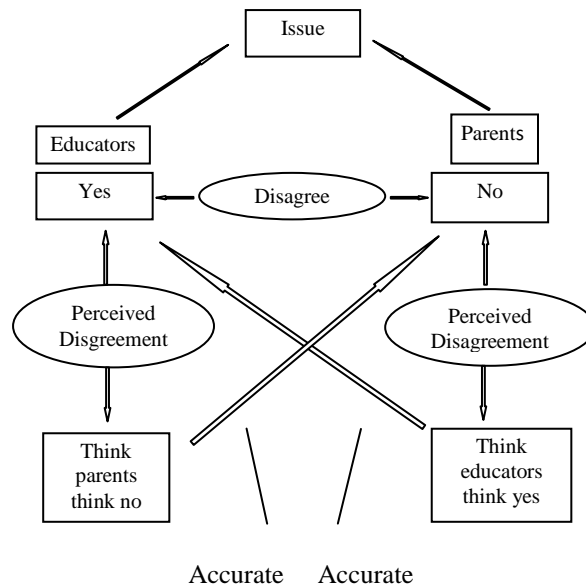 Issue
Educators
Parents
Yes
Disagree
No
Perceived
Disgreement
Perceived
Disagreement
Think
parents
think no
Think
educators
think yes
Accurate Accurate